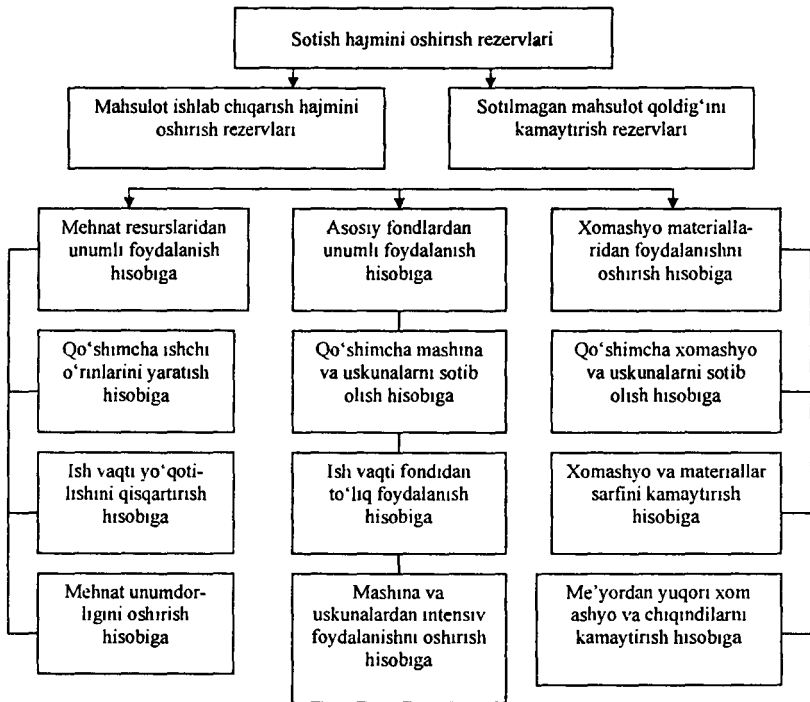 Sotish hajmini oshirish rezervlari
Mahsulot ishlab chiqarish hajmini
oshirish rezervlari
Sotilmagan mahsulot qoldig‘ini
kamaytirish rezervlari
Mehnat resurslaridan
unumli foydalanish
hisobiga
Asosiy fondlardan
unumli foydalanish
hisobiga
Xomashyo materialla-
ridan foydalanishni
oshirish hisobiga
Qo‘shimcha ishchi
o‘rinlarini yaratish
hisobiga
Qo‘shimcha mashina
va uskunalarni sotib
olish hisobiga
Qo‘shimcha xomashyo
va uskunalarni sotib
olish hisobiga
Ish vaqti yo‘qoti-
lishini qisqartirish
hisobiga
Ish vaqti fondidan
to‘liq foydalanish
hisobiga
Xomashyo va materiallar
sarfini kamaytirish
hisobiga
Mehnat unumdor-
ligini oshirish
hisobiga
Mashina va
uskunalardan intensiv
foydalanishni oshirish
hisobiga
Me’yordan yuqori xom
ashyo va chiqindilarni
kamaytirish hisobiga